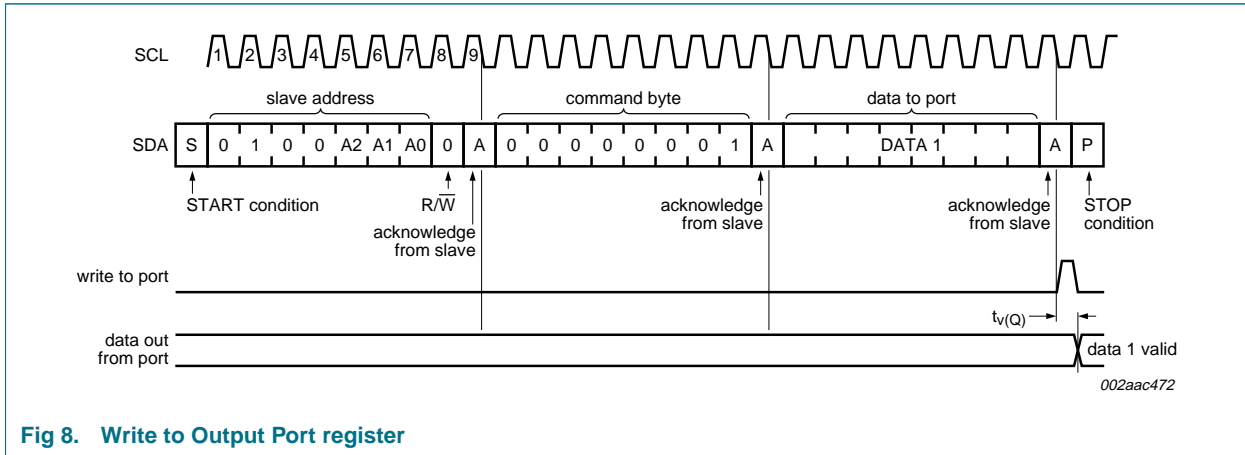 SCL 1 2 3 4 5 6 7 8 9
slave address command byte data to port
SDA S 0 1 0 0 A2 A1 A0 0 A 0 0 0 0 0 0 0 1 A DATA 1 A P
START condition R/W acknowledge acknowledge STOP
acknowledge from slave from slave condition
from slave
write to port
tv(Q)
data out data 1 valid
from port
002aac472
Fig 8. Write to Output Port register